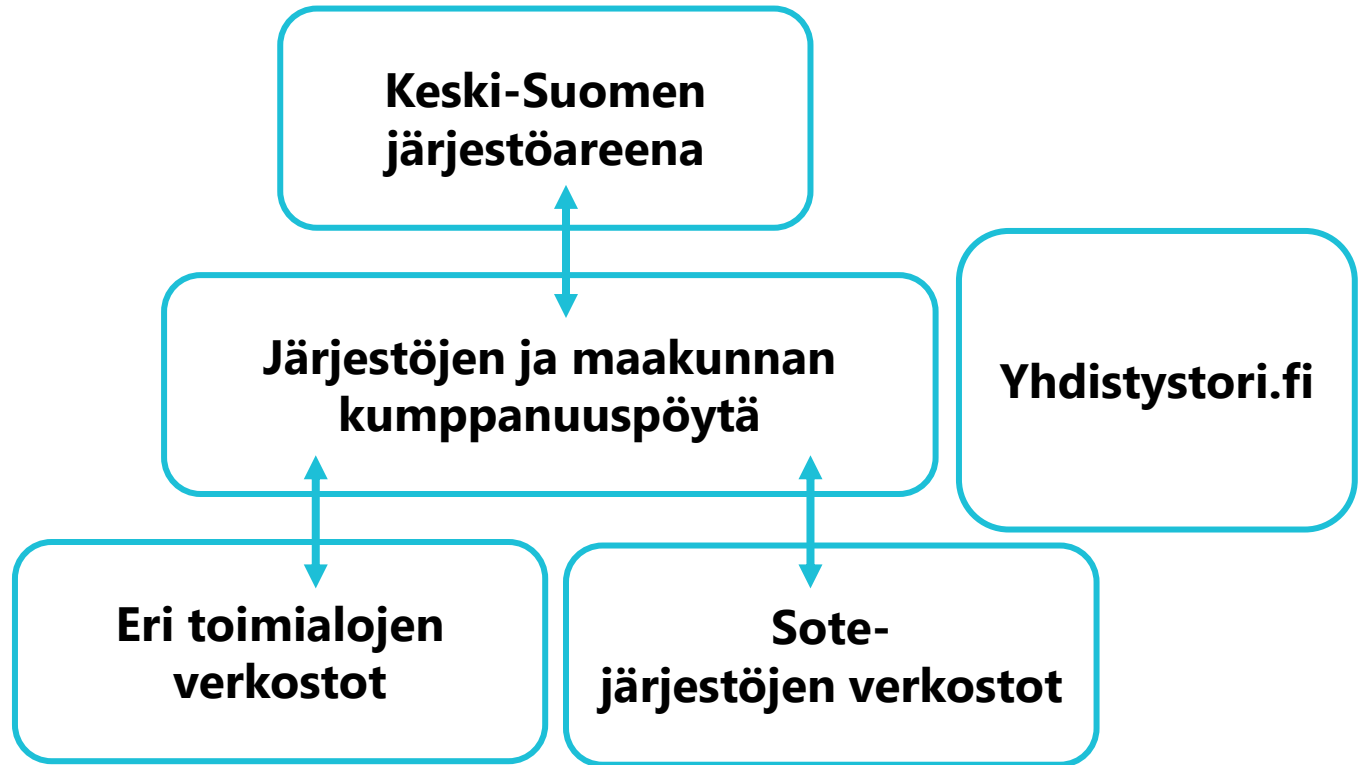 Keski-Suomen
järjestöareena
Järjestöjen ja maakunnan
kumppanuuspöytä
Yhdistystori.fi
Eri toimialojen
verkostot
Sote-
järjestöjen verkostot